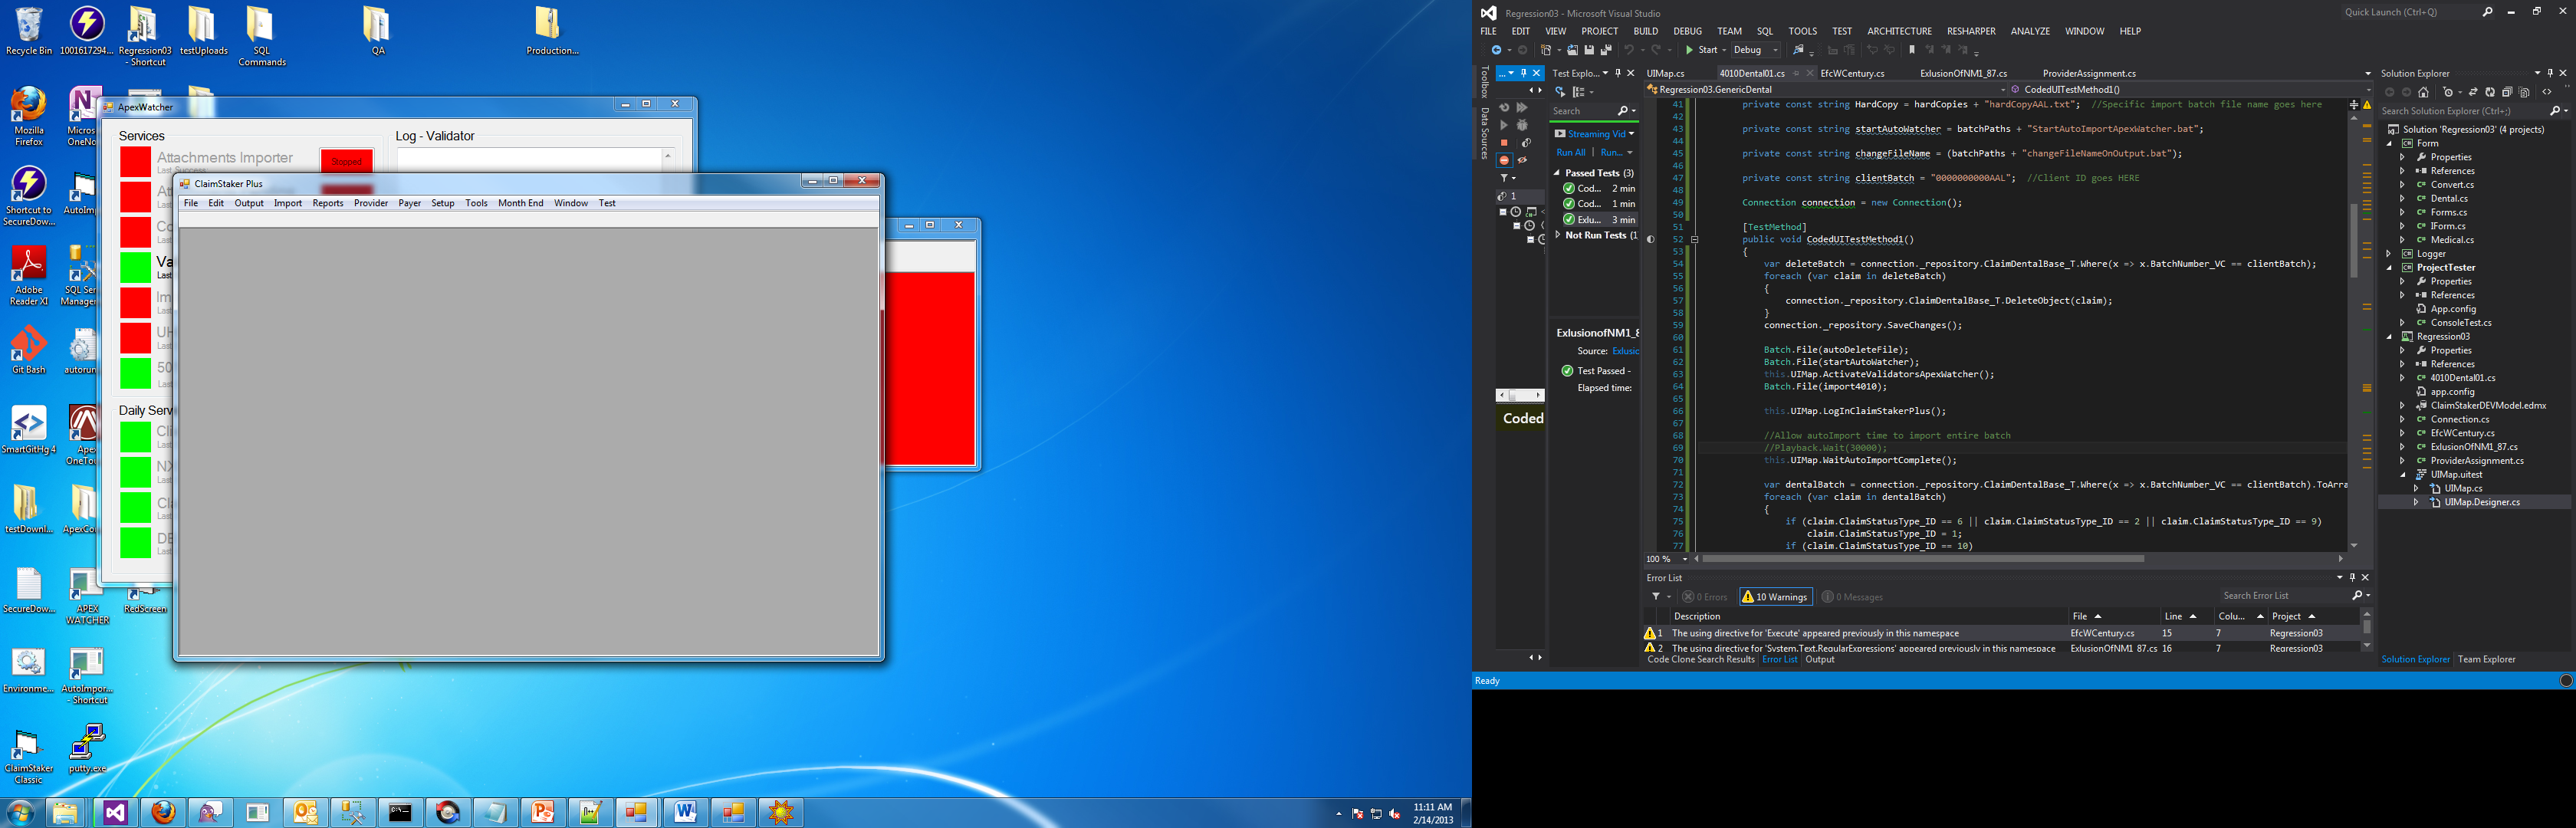 Recycle Bin
1001617294...
Regression03
- Shortcut
testUploads
SQL
Commands
QA
Production...
Mozilla
Firefox
Shortcut to
SecureDow...
Adobe
Reader XI
SQL Ser
Manage
Git Bash
autorun
SmartGitHg 4
Apex
OneTou
testDownl...
ApexCo
SecureDow...
APEX
WATCHER
RedScreen
Environme...
AutoImpor...
- Shortcut
ClaimStaker
Classic
putty.exe
ApexWatcher
Services
Log - Validator
Attachments Importer
Stopped
Daily Serv
ClaimStaker Plus
File Edit Output Import Reports Provider Payer Setup Tools Month End Window Test
11:11 AM
2/14/2013
Regression03 - Microsoft Visual Studio
Quick Launch (Ctrl+Q)
FILE EDIT VIEW PROJECT BUILD DEBUG TEAM SQL TOOLS TEST ARCHITECTURE RESHARPER ANALYZE WINDOW HELP
Start Debug
Toolbox
Data Sources
Test Explo...
Search
Streaming Vid
Run All | Run...
Passed Tests (3)
Cod... 2 min
Cod... 1 min
Exlu... 3 min
Not Run Tests (1
ExlusionofNM1_8
Source: Exlusic
Test Passed -
Elapsed time:
Coded
UIMap.cs 4010Dental01.cs EfcWCentury.cs ExlusionOfNM1_87.cs ProviderAssignment.cs
Regression03.GenericDental CodedUITestMethod1()
41 private const string HardCopy = hardCopies + "hardCopyAAL.txt"; //Specific import batch file name goes here
42
43 private const string startAutoWatcher = batchPaths + "StartAutoImportApexWatcher.bat";
44
45 private const string changeFileName = (batchPaths + "changeFileNameOnOutput.bat");
46
47 private const string clientBatch = "0000000000AAL"; //Client ID goes HERE
48
49 Connection connection = new Connection();
50
51 [TestMethod]
52 public void CodedUITestMethod1()
53 {
54 var deleteBatch = connection._repository.ClaimDentalBase_T.Where(x => x.BatchNumber_VC == clientBatch);
55 foreach (var claim in deleteBatch)
56 {
57 connection._repository.ClaimDentalBase_T.DeleteObject(claim);
58 }
59 connection._repository.SaveChanges();
60
61 Batch.File(autoDeleteFile);
62 Batch.File(startAutoWatcher);
63 this.UIMap.ActivateValidatorsApexWatcher();
64 Batch.File(import4010);
65
66 this.UIMap.LogInClaimStakerPlus();
67
68 //Allow autoImport time to import entire batch
69 //Playback.Wait(30000);
70 this.UIMap.WaitAutoImportComplete();
71
72 var dentalBatch = connection._repository.ClaimDentalBase_T.Where(x => x.BatchNumber_VC == clientBatch).ToArra
73 foreach (var claim in dentalBatch)
74 {
75 if (claim.ClaimStatusType_ID == 6 || claim.ClaimStatusType_ID == 2 || claim.ClaimStatusType_ID == 9)
76 claim.ClaimStatusType_ID = 1;
77 if (claim.ClaimStatusType_ID == 10)
100 %
Error List
0 Errors 10 Warnings 0 Messages Search Error List
Description File Line Colu... Project
1 The using directive for 'Execute' appeared previously in this namespace EfcWCentury.cs 15 7 Regression03
2 The using directive for 'System.Text.RegularExpressions' appeared previously in this namespace ExlusionOfNM1_87.cs 16 7 Regression03
Code Clone Search Results Error List Output
Solution Explorer
Search Solution Explorer (Ctrl+;)
Solution 'Regression03' (4 projects)
Form
Properties
References
Convert.cs
Dental.cs
Forms.cs
IForm.cs
Medical.cs
Logger
ProjectTester
Properties
References
App.config
ConsoleTest.cs
Regression03
Properties
References
4010Dental01.cs
app.config
ClaimStakerDEVModel.edmx
Connection.cs
EfcWCentury.cs
ExlusionOfNM1_87.cs
ProviderAssignment.cs
UIMap.uitest
UIMap.cs
UIMap.Designer.cs
Solution Explorer Team Explorer
Ready